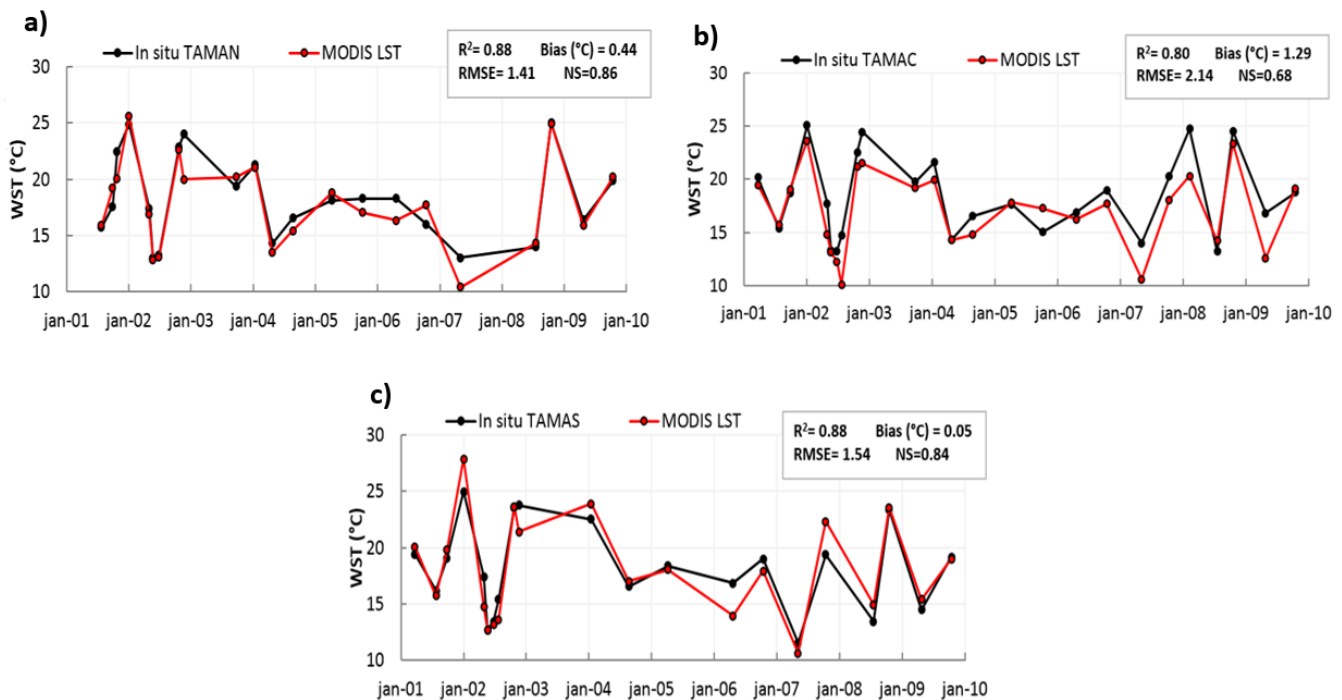 a)
In situ TAMAN MODIS LST
R²= 0.88 Bias (°C) = 0.44
RMSE= 1.41 NS=0.86
WST (°C)
30
25
20
15
10
jan-01 jan-02 jan-03 jan-04 jan-05 jan-06 jan-07 jan-08 jan-09 jan-10
b)
In situ TAMAC MODIS LST
R²= 0.80 Bias (°C) = 1.29
RMSE= 2.14 NS=0.68
WST (°C)
30
25
20
15
10
jan-01 jan-02 jan-03 jan-04 jan-05 jan-06 jan-07 jan-08 jan-09 jan-10
c)
In situ TAMAS MODIS LST
R²= 0.88 Bias (°C) = 0.05
RMSE= 1.54 NS=0.84
WST (°C)
30
25
20
15
10
jan-01 jan-02 jan-03 jan-04 jan-05 jan-06 jan-07 jan-08 jan-09 jan-10